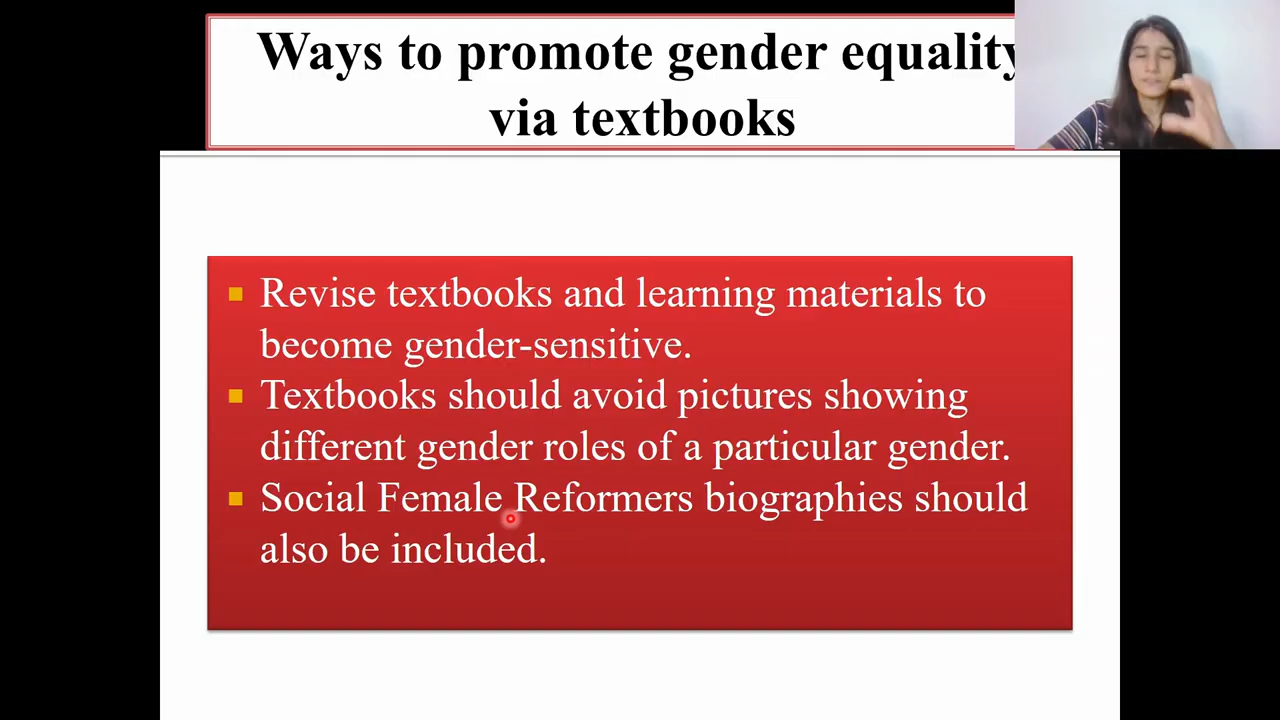 Ways to promote gender equality
via textbooks
Revise textbooks and learning materials to
become gender-sensitive.
Textbooks should avoid pictures showing
different gender roles of a particular gender.
Social Female Reformers biographies should
also be included.